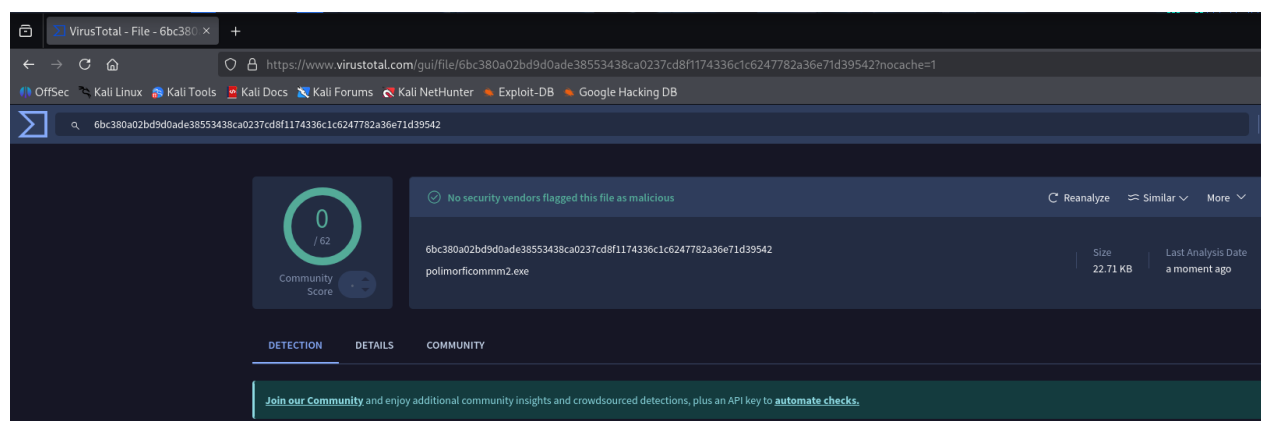 VirusTotal - File - 6bc380
https://www.virustotal.com/gui/file/6bc380a02bd9d0ade38553438ca0237cd8f1174336c1c6247782a36e71d39542?nocache=1
OffSec Kali Linux Kali Tools Kali Docs Kali Forums Kali NetHunter Exploit-DB Google Hacking DB
6bc380a02bd9d0ade38553438ca0237cd8f1174336c1c6247782a36e71d39542
0
/ 62
Community
Score
No security vendors flagged this file as malicious
Reanalyze Similar More
6bc380a02bd9d0ade38553438ca0237cd8f1174336c1c6247782a36e71d39542
polimorficommm2.exe
Size
22.71 KB
Last Analysis Date
a moment ago
DETECTION DETAILS COMMUNITY
Join our Community and enjoy additional community insights and crowdsourced detections, plus an API key to automate checks.